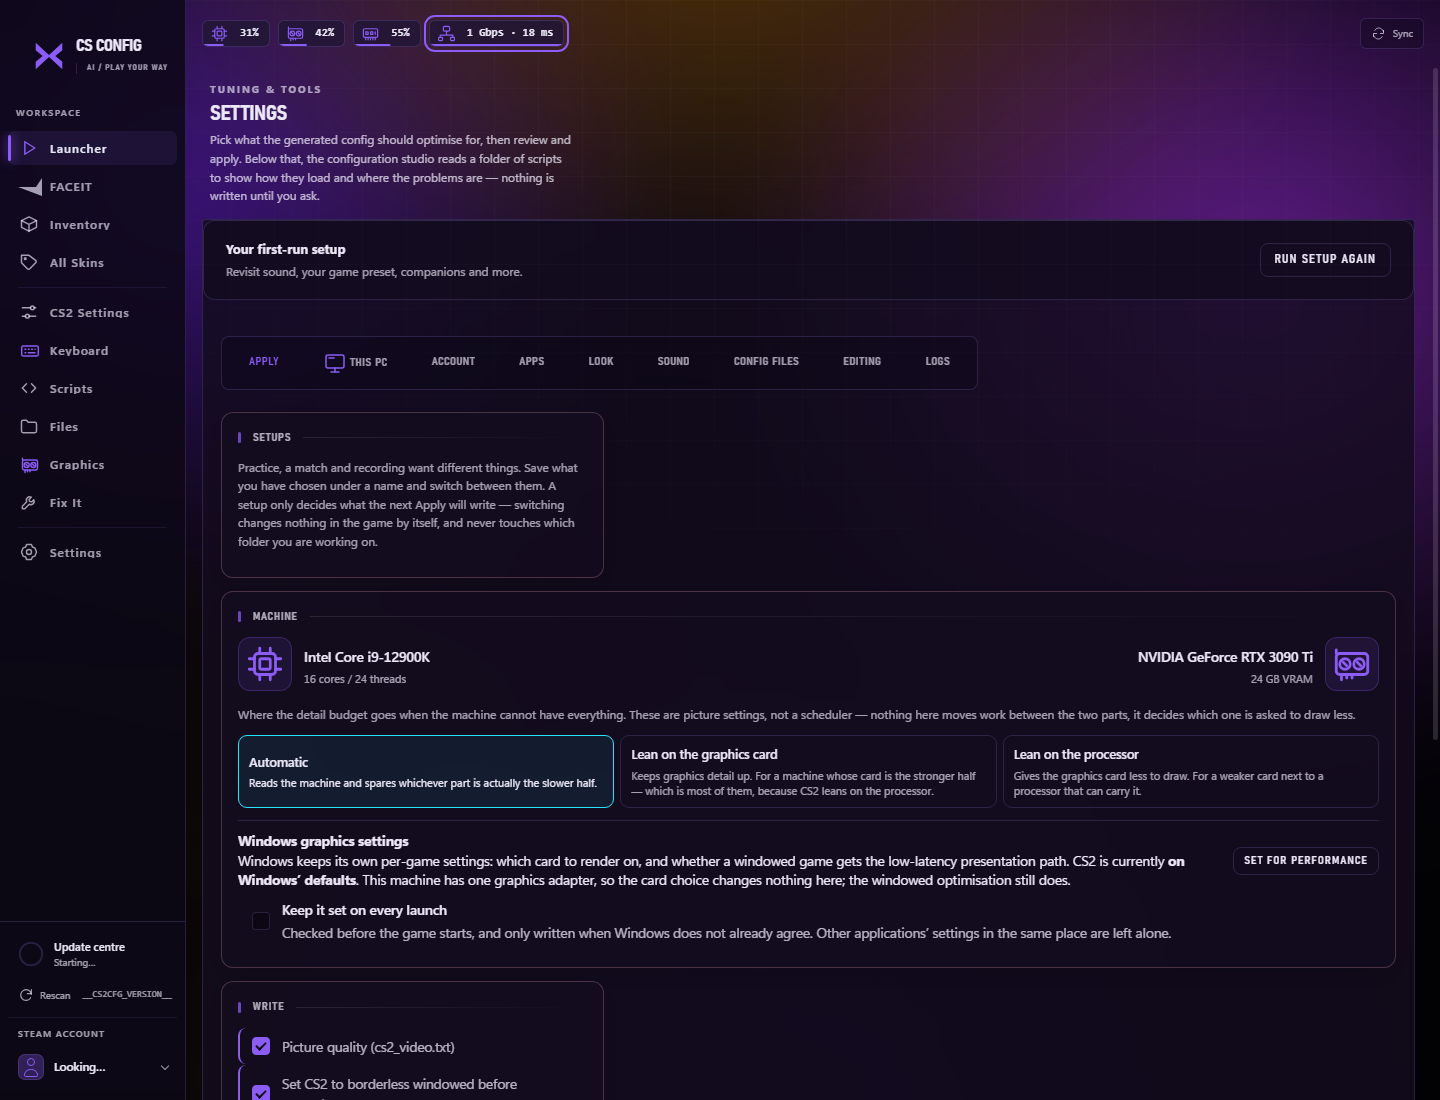 CS CONFIG
AI / PLAY YOUR WAY
31%
42%
55%
1 Gbps · 18 ms
Sync
WORKSPACE
Launcher
FACEIT
Inventory
All Skins
CS2 Settings
Keyboard
Scripts
Files
Graphics
Fix It
Settings
Update centre
Starting...
Rescan
__CS2CFG_VERSION__
STEAM ACCOUNT
Looking...
TUNING & TOOLS
SETTINGS
Pick what the generated config should optimise for, then review and
apply. Below that, the configuration studio reads a folder of scripts
to show how they load and where the problems are — nothing is
written until you ask.
Your first-run setup
Revisit sound, your game preset, companions and more.
RUN SETUP AGAIN
APPLY
THIS PC
ACCOUNT
APPS
LOOK
SOUND
CONFIG FILES
EDITING
LOGS
SETUPS
Practice, a match and recording want different things. Save what
you have chosen under a name and switch between them. A
setup only decides what the next Apply will write — switching
changes nothing in the game by itself, and never touches which
folder you are working on.
MACHINE
Intel Core i9-12900K
16 cores / 24 threads
NVIDIA GeForce RTX 3090 Ti
24 GB VRAM
Where the detail budget goes when the machine cannot have everything. These are picture settings, not a scheduler — nothing here moves work between the two parts, it decides which one is asked to draw less.
Automatic
Reads the machine and spares whichever part is actually the slower half.
Lean on the graphics card
Keeps graphics detail up. For a machine whose card is the stronger half
— which is most of them, because CS2 leans on the processor.
Lean on the processor
Gives the graphics card less to draw. For a weaker card next to a
processor that can carry it.
Windows graphics settings
Windows keeps its own per-game settings: which card to render on, and whether a windowed game gets the low-latency presentation path. CS2 is currently on
Windows’ defaults. This machine has one graphics adapter, so the card choice changes nothing here; the windowed optimisation still does.
SET FOR PERFORMANCE
Keep it set on every launch
Checked before the game starts, and only written when Windows does not already agree. Other applications’ settings in the same place are left alone.
WRITE
Picture quality (cs2_video.txt)
Set CS2 to borderless windowed before